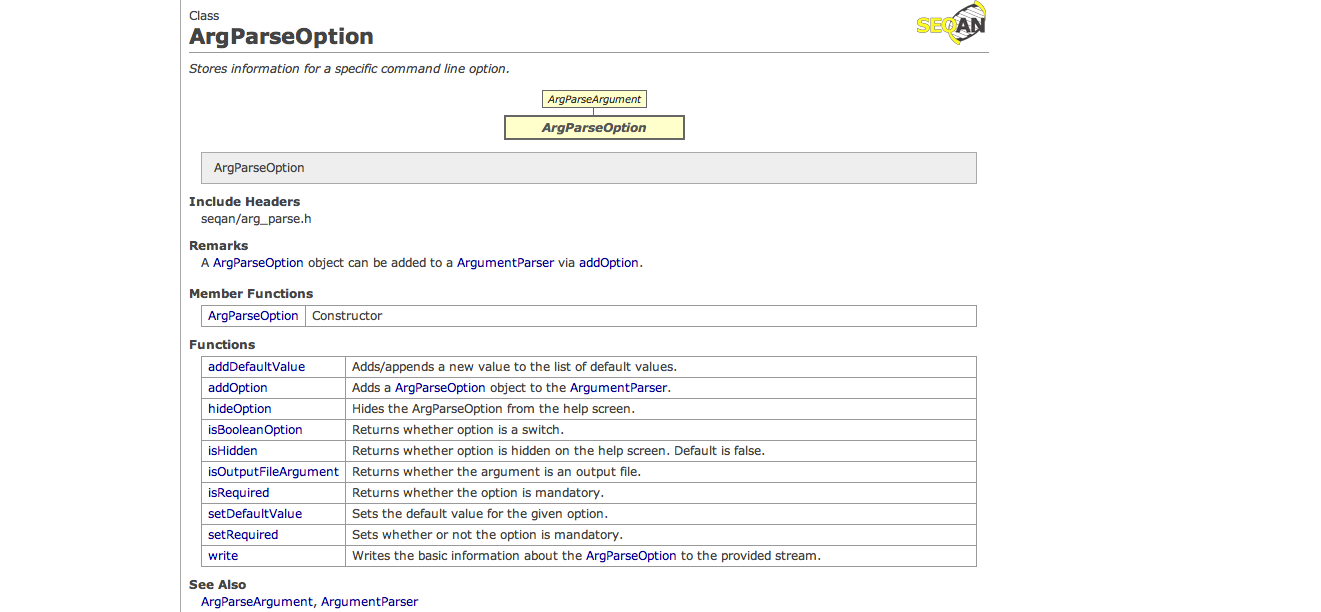 Class
ArgParseOption
SEQAN
Stores information for a specific command line option.
ArgParseArgument
ArgParseOption
ArgParseOption
Include Headers
seqan/arg_parse.h
Remarks
A ArgParseOption object can be added to a ArgumentParser via addOption.
Member Functions
ArgParseOption Constructor
Functions
addDefaultValue Adds/appends a new value to the list of default values.
addOption Adds a ArgParseOption object to the ArgumentParser.
hideOption Hides the ArgParseOption from the help screen.
isBooleanOption Returns whether option is a switch.
isHidden Returns whether option is hidden on the help screen. Default is false.
isOutputFileArgument Returns whether the argument is an output file.
isRequired Returns whether the option is mandatory.
setDefaultValue Sets the default value for the given option.
setRequired Sets whether or not the option is mandatory.
write Writes the basic information about the ArgParseOption to the provided stream.
See Also
ArgParseArgument, ArgumentParser